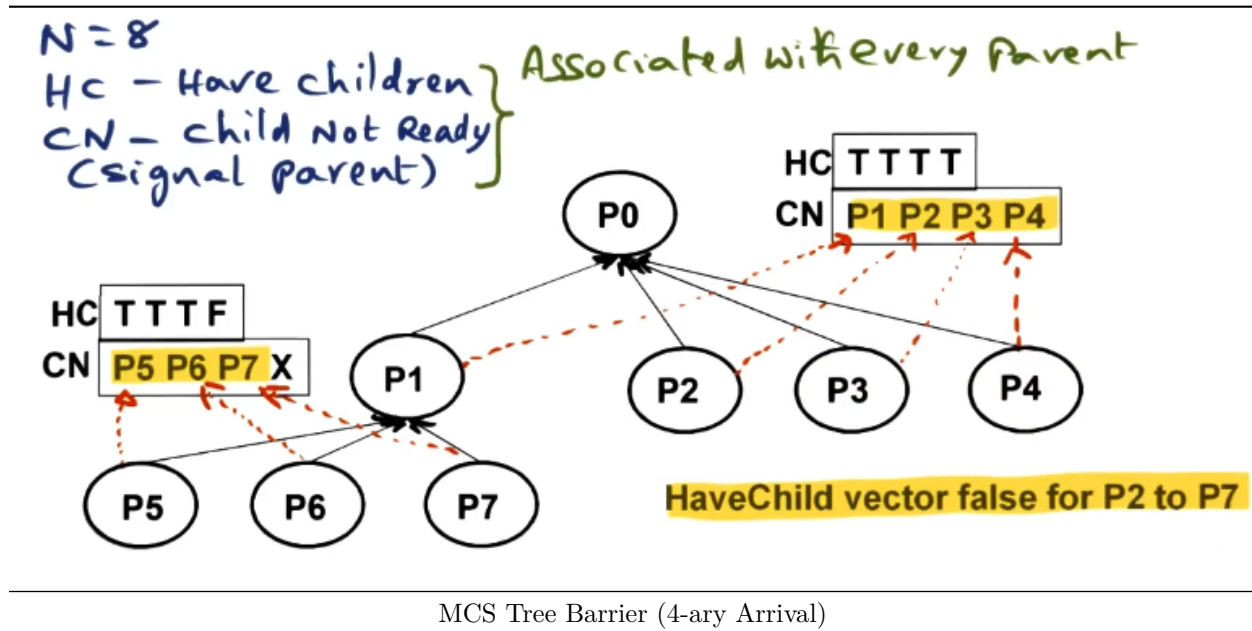 N=8
HC - Have children
CN - Child Not Ready
(signal parent)
Associated with every parent
HC T T T T
CN P1 P2 P3 P4
P0
HC T T T F
CN P5 P6 P7 X
P1
P2
P3
P4
P5
P6
P7
HaveChild vector false for P2 to P7
MCS Tree Barrier (4-ary Arrival)